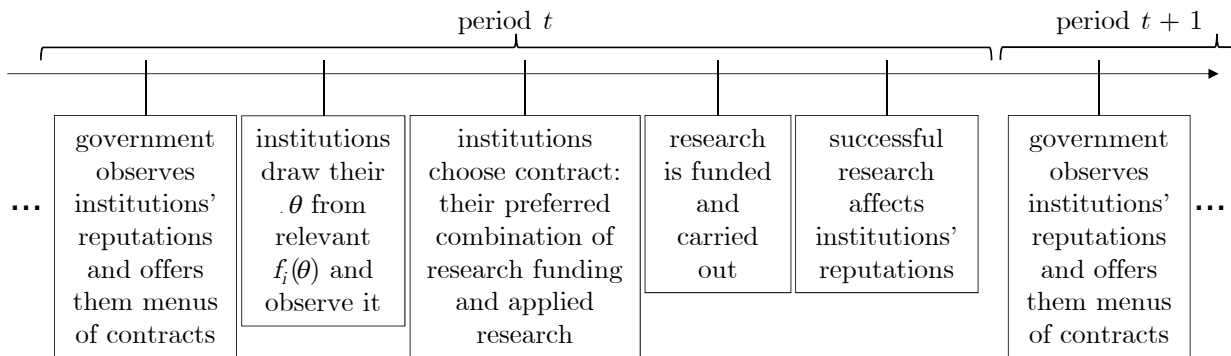 period t
period t + 1
...
government
observes
institutions'
reputations
and offers
them menus
of contracts
institutions
draw their
θ from
relevant
f_i(θ) and
observe it
institutions
choose contract:
their preferred
combination of
research funding
and applied
research
research
is funded
and
carried
out
successful
research
affects
institutions'
reputations
government
observes
institutions'
reputations
and offers
them menus
of contracts
...